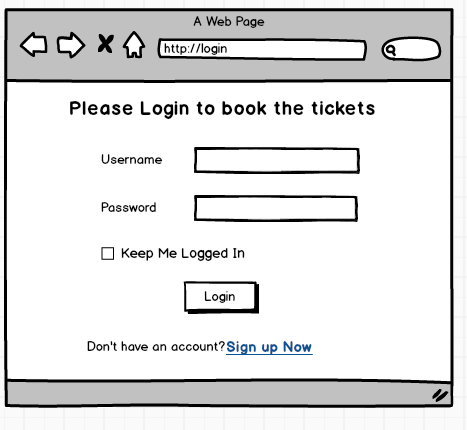 A Web Page
http://login
Please Login to book the tickets
Username
Password
Keep Me Logged In
Login
Don't have an account?Sign up Now